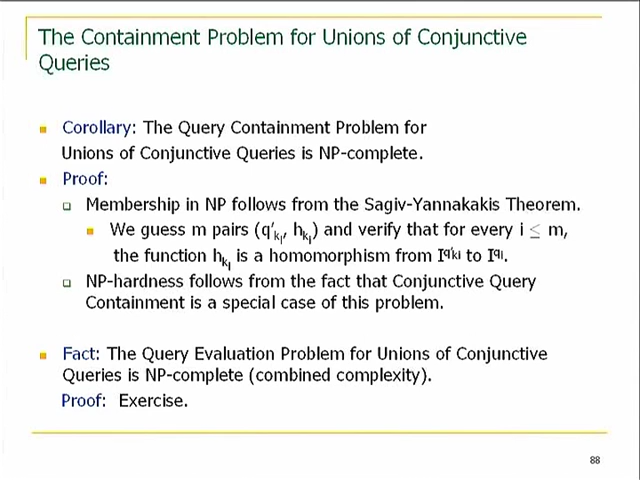 The Containment Problem for Unions of Conjunctive
Queries
Corollary: The Query Containment Problem for
Unions of Conjunctive Queries is NP-complete.
Proof:
Membership in NP follows from the Sagiv-Yannakakis Theorem.
We guess m pairs (q′ₖᵢ, hₖᵢ) and verify that for every i ≤ m,
the function hₖᵢ is a homomorphism from I^q′ki to I^qi.
NP-hardness follows from the fact that Conjunctive Query
Containment is a special case of this problem.
Fact: The Query Evaluation Problem for Unions of Conjunctive
Queries is NP-complete (combined complexity).
Proof: Exercise.
88